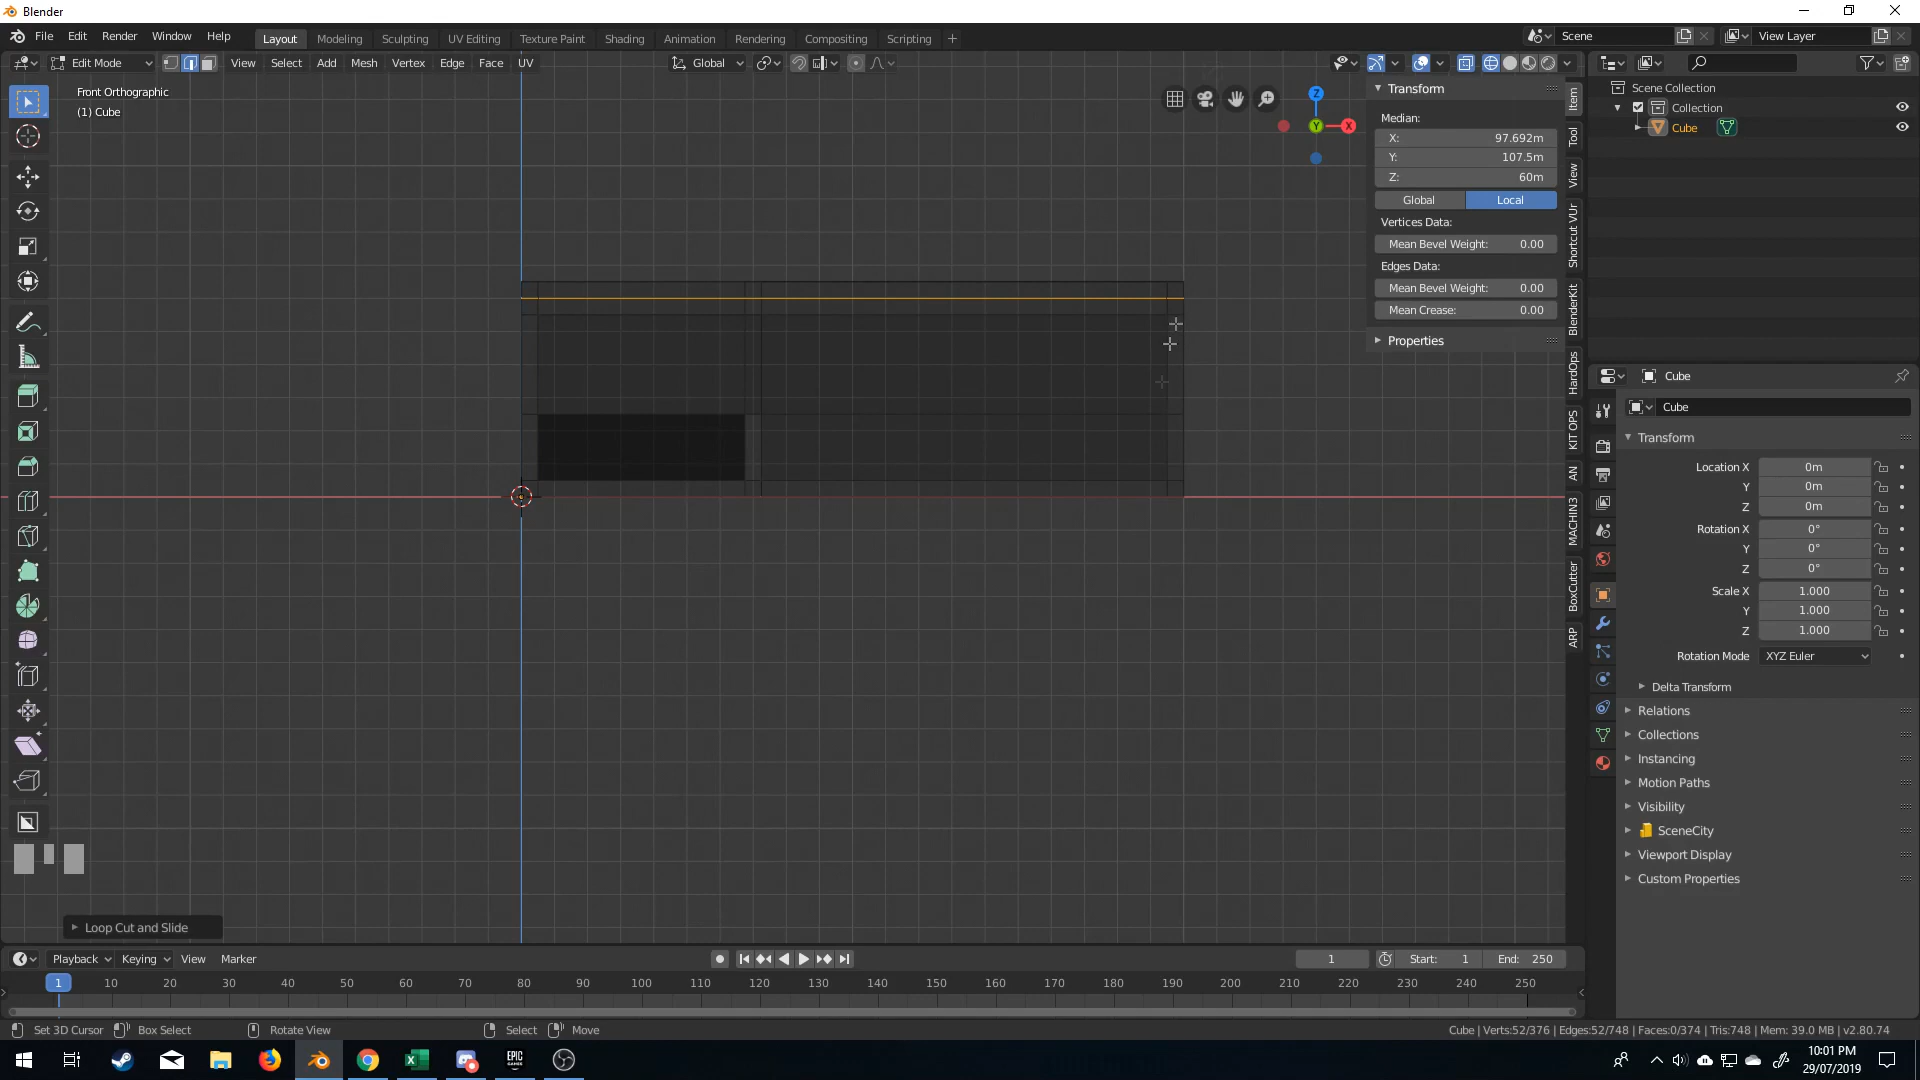 Blender
File Edit Render Window Help
Layout Modeling Sculpting UV Editing Texture Paint Shading Animation Rendering Compositing Scripting
Scene
View Layer
Edit Mode View Select Add Mesh Vertex Edge Face UV
Global
Front Orthographic
(1) Cube
Z
Y
X
Transform
Median:
X: 97.692m
Y: 107.5m
Z: 60m
Global Local
Vertices Data:
Mean Bevel Weight: 0.00
Edges Data:
Mean Bevel Weight: 0.00
Mean Crease: 0.00
Properties
Item
Tool
View
Shortcut VUr
BlenderKit
HardOps
KIT OPS
AN
MACHIN3
BoxCutter
ARP
Scene Collection
Collection
Cube
Cube
Cube
Transform
Location X 0m
Y 0m
Z 0m
Rotation X 0°
Y 0°
Z 0°
Scale X 1.000
Y 1.000
Z 1.000
Rotation Mode XYZ Euler
Delta Transform
Relations
Collections
Instancing
Motion Paths
Visibility
SceneCity
Viewport Display
Custom Properties
Loop Cut and Slide
Playback Keying View Marker
1 Start: 1 End: 250
1 10 20 30 40 50 60 70 80 90 100 110 120 130 140 150 160 170 180 190 200 210 220 230 240 250
Set 3D Cursor Box Select Rotate View Select Move
Cube | Verts:52/376 | Edges:52/748 | Faces:0/374 | Tris:748 | Mem: 39.0 MB | v2.80.74
EPIC
GAMES
10:01 PM
29/07/2019